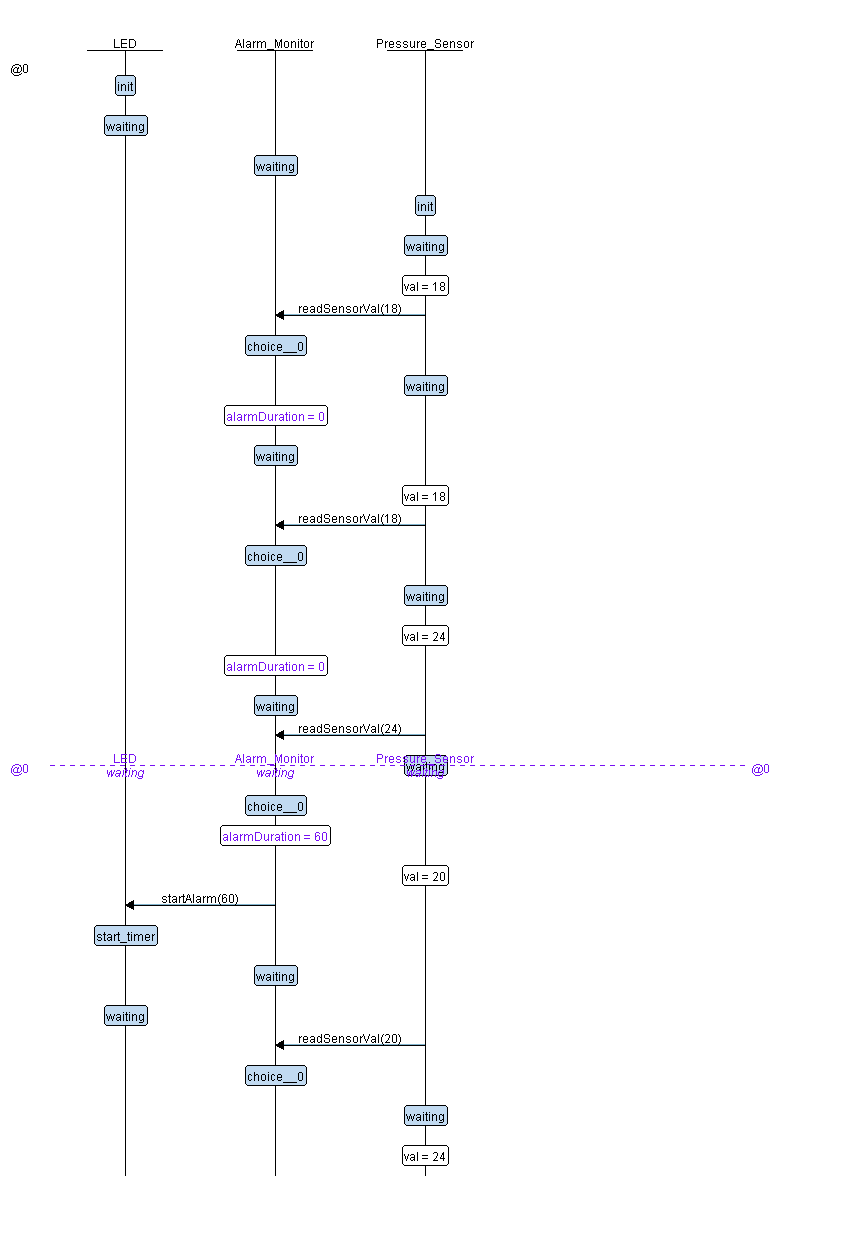 LED Alarm_Monitor Pressure_Sensor
@0
init
waiting
waiting
init
waiting
val = 18
readSensorVal(18)
choice__0
waiting
alarmDuration = 0
waiting
val = 18
readSensorVal(18)
choice__0
waiting
val = 24
alarmDuration = 0
waiting
readSensorVal(24)
LED Alarm_Monitor Pressure_Sensor
@0 waiting waiting waiting @0
waiting
choice__0
alarmDuration = 60
val = 20
startAlarm(60)
start_timer
waiting
waiting
readSensorVal(20)
choice__0
waiting
val = 24